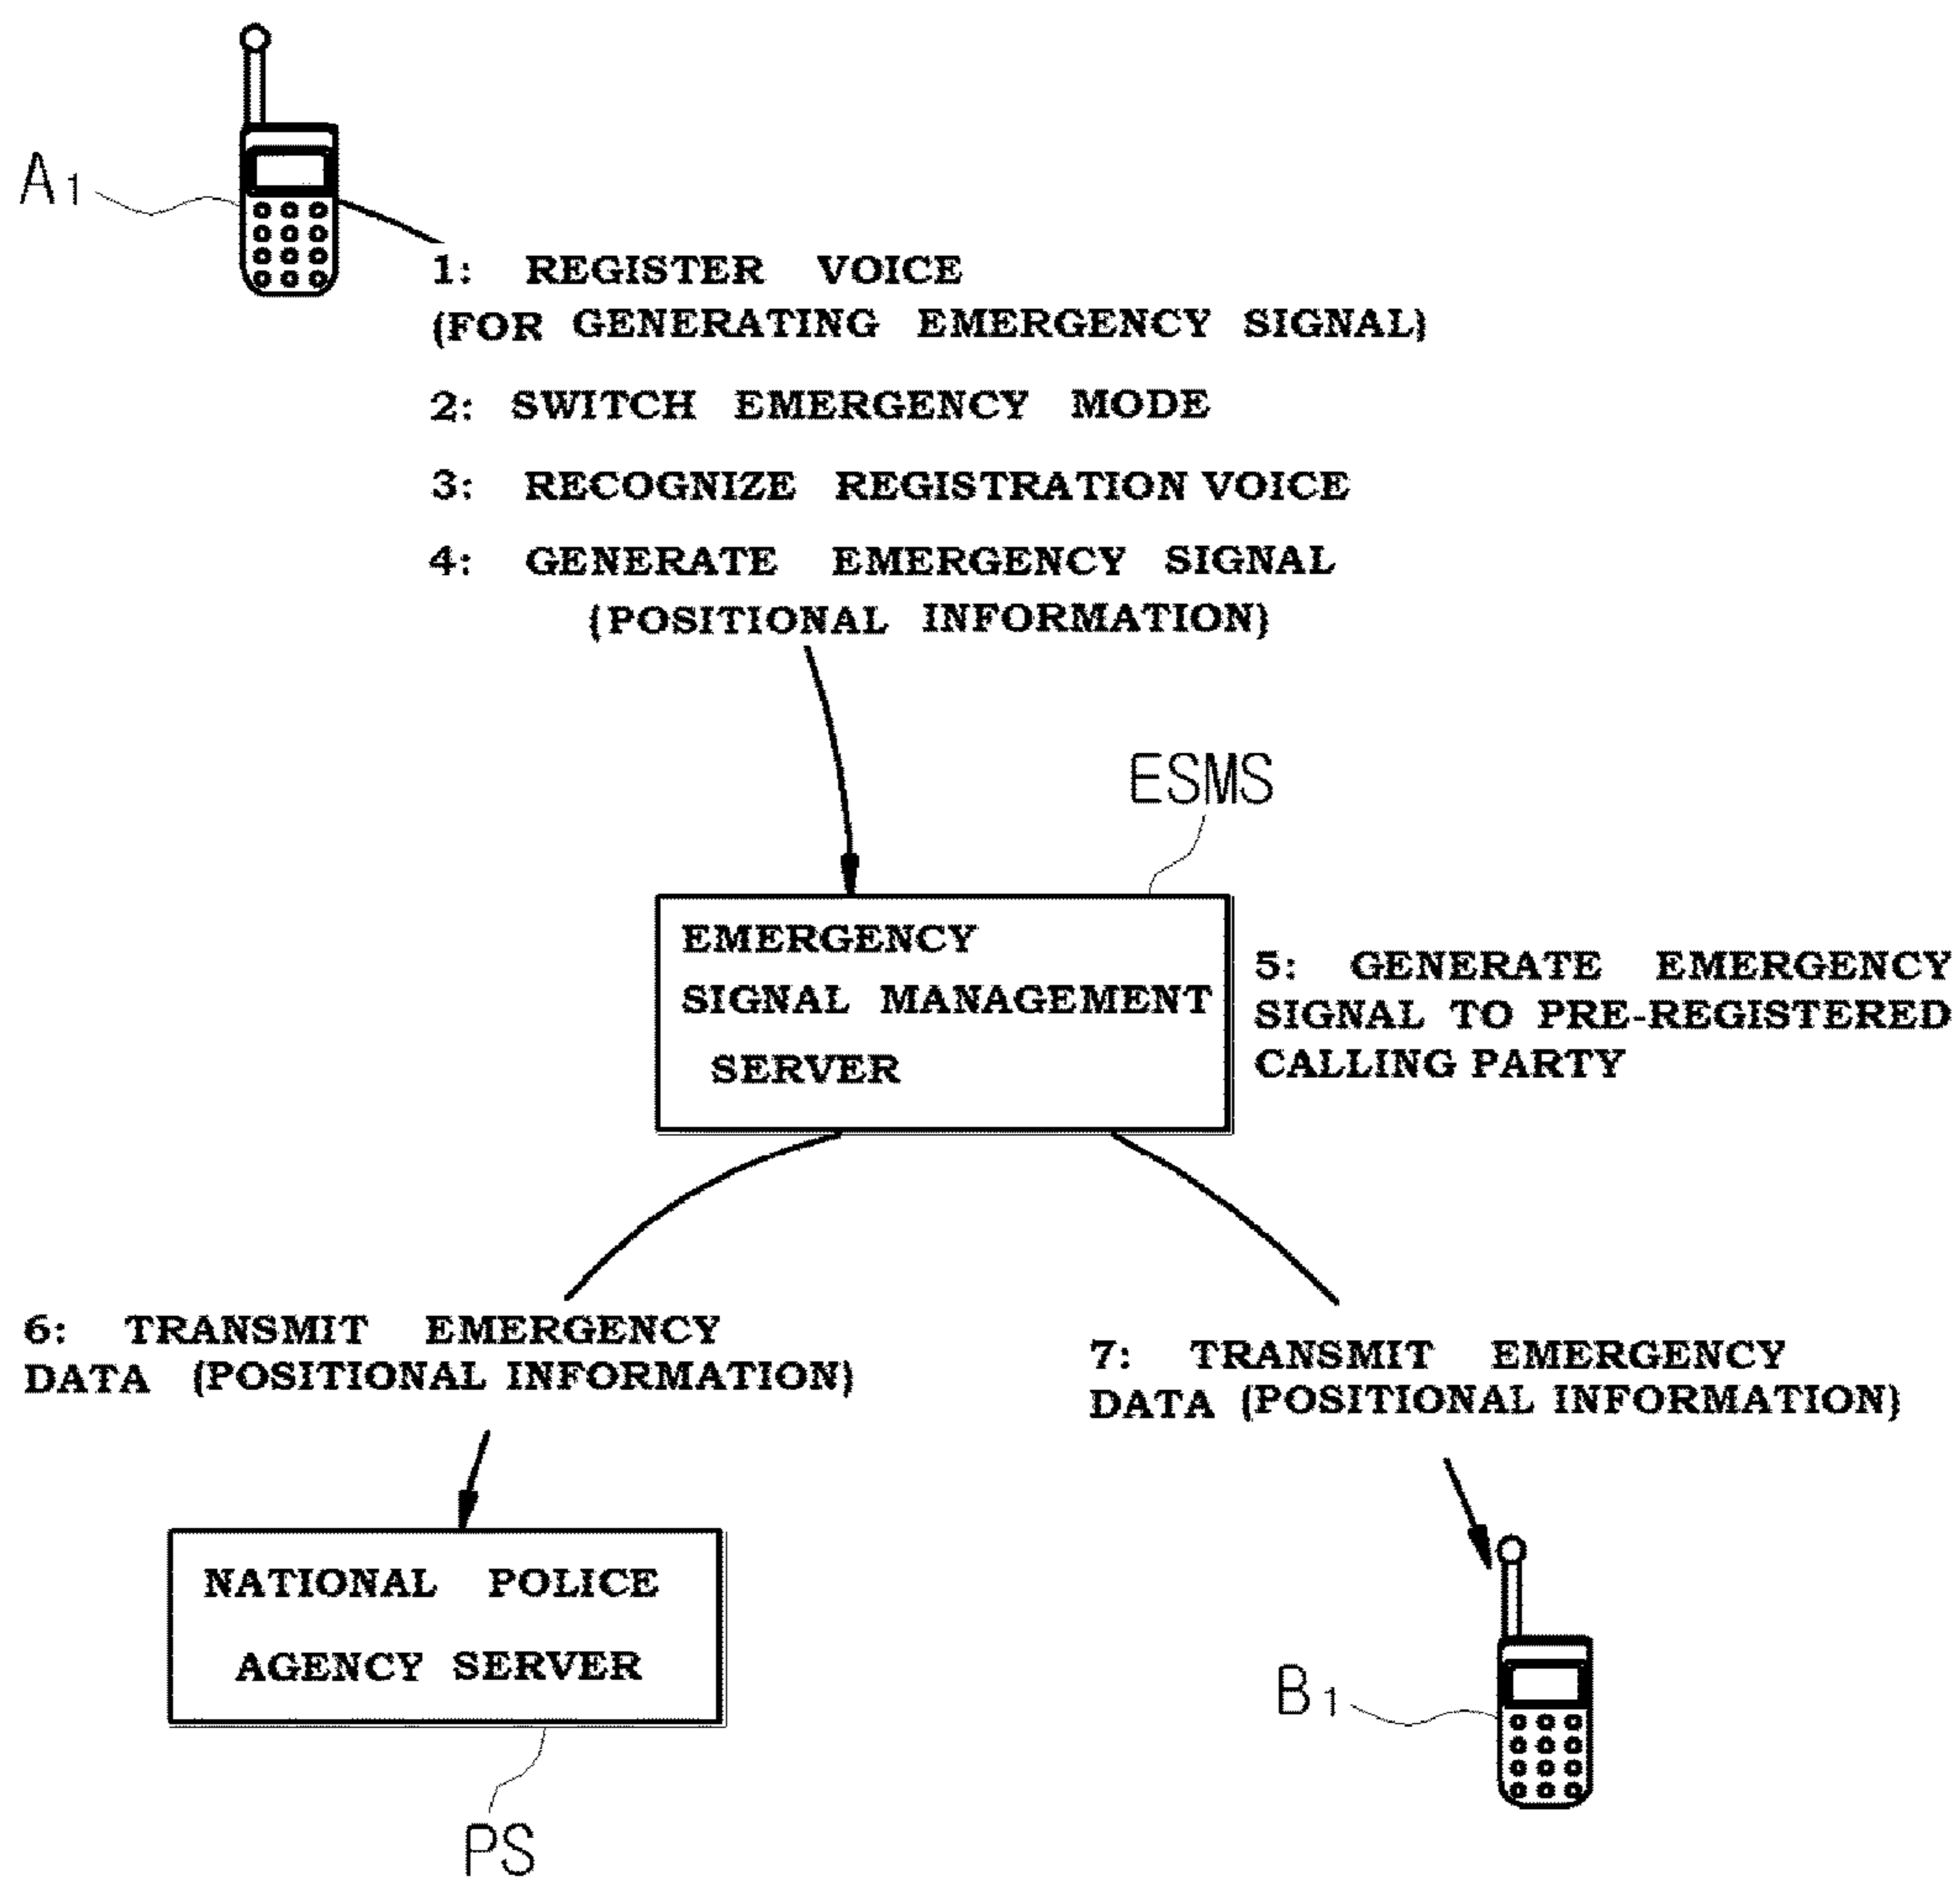 A1
1: REGISTER VOICE
(FOR GENERATING EMERGENCY SIGNAL)
2: SWITCH EMERGENCY MODE
3: RECOGNIZE REGISTRATION VOICE
4: GENERATE EMERGENCY SIGNAL
(POSITIONAL INFORMATION)
ESMS
EMERGENCY
SIGNAL MANAGEMENT
SERVER
5: GENERATE EMERGENCY
SIGNAL TO PRE-REGISTERED
CALLING PARTY
6: TRANSMIT EMERGENCY
DATA (POSITIONAL INFORMATION)
7: TRANSMIT EMERGENCY
DATA (POSITIONAL INFORMATION)
NATIONAL POLICE
AGENCY SERVER
B1
PS